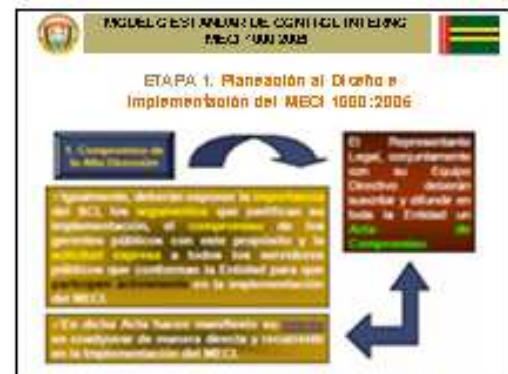 MODELO ESTANDAR DE CONTROL INTERNO
MECI 1000 2005
ETAPA 1. Planeación al Diseño e
Implementación del MECI 1000:2005
1. Compromiso de
la Alta Dirección
El Representante
Legal, conjuntamente
con su Equipo
Directivo deberán
suscribir y difundir en
toda la Entidad un
Acta de
Compromiso
Igualmente, deberán exponer la importancia
del SCI, los argumentos que justifican su
implementación, el compromiso de los
gerentes públicos con este propósito y la
solicitud expresa a todos los servidores
públicos que conforman la Entidad para que
participen activamente en la implementación
del MECI.
En dicha Acta hacen manifiesto su
en coadyuvar de manera directa y
en la implementación del MECI.